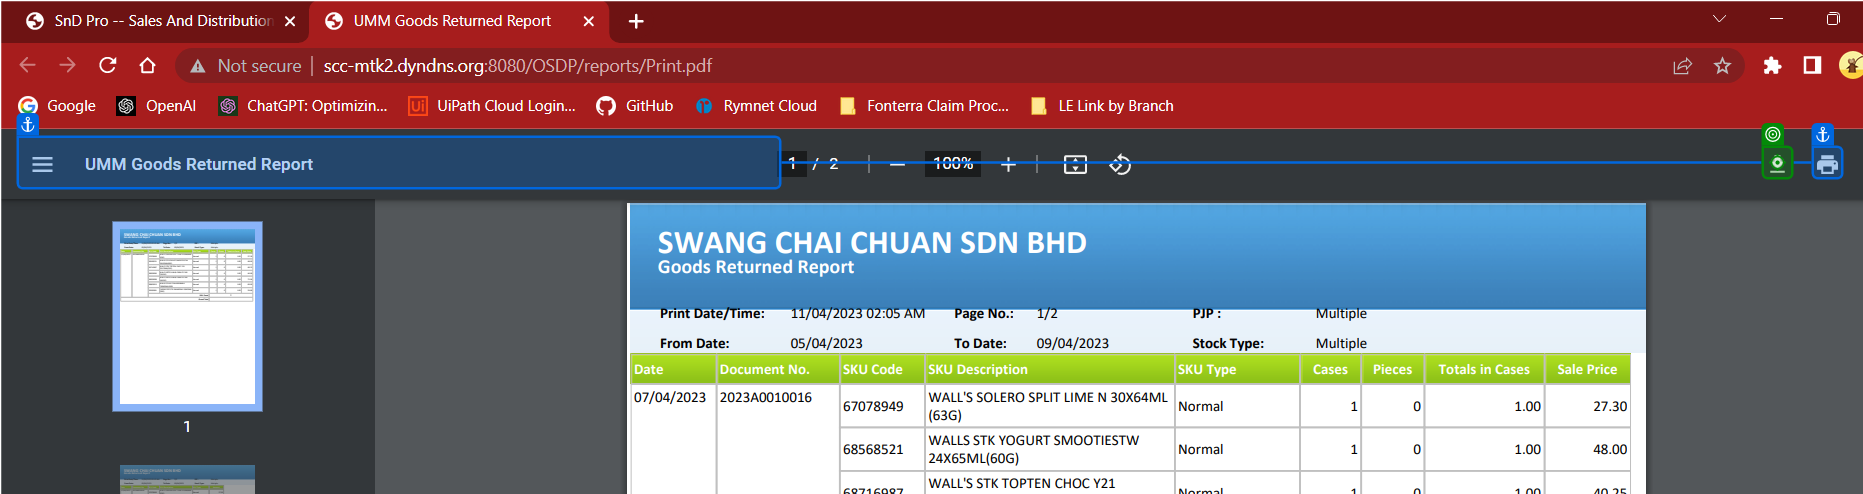 SnD Pro -- Sales And Distribution
UMM Goods Returned Report
Not secure | scc-mtk2.dyndns.org:8080/OSDP/reports/Print.pdf
Google OpenAI ChatGPT: Optimizin... Ui UiPath Cloud Login... GitHub Rymnet Cloud Fonterra Claim Proc... LE Link by Branch
UMM Goods Returned Report 1 / 2 100%
SWANG CHAI CHUAN SDN BHD
Goods Returned Report
Print Date/Time: 11/04/2023 02:05 AM Page No.: 1/2 PJP : Multiple
From Date: 05/04/2023 To Date: 09/04/2023 Stock Type: Multiple
Date Document No. SKU Code SKU Description SKU Type Cases Pieces Totals in Cases Sale Price
07/04/2023 2023A0010016 67078949 WALL'S SOLERO SPLIT LIME N 30X64ML Normal 1 0 1.00 27.30
(63G)
68568521 WALLS STK YOGURT SMOOTIESTW Normal 1 0 1.00 48.00
24X65ML(60G)
68716987 WALL'S STK TOPTEN CHOC Y21 Normal 1 0 1.00 40.25
1